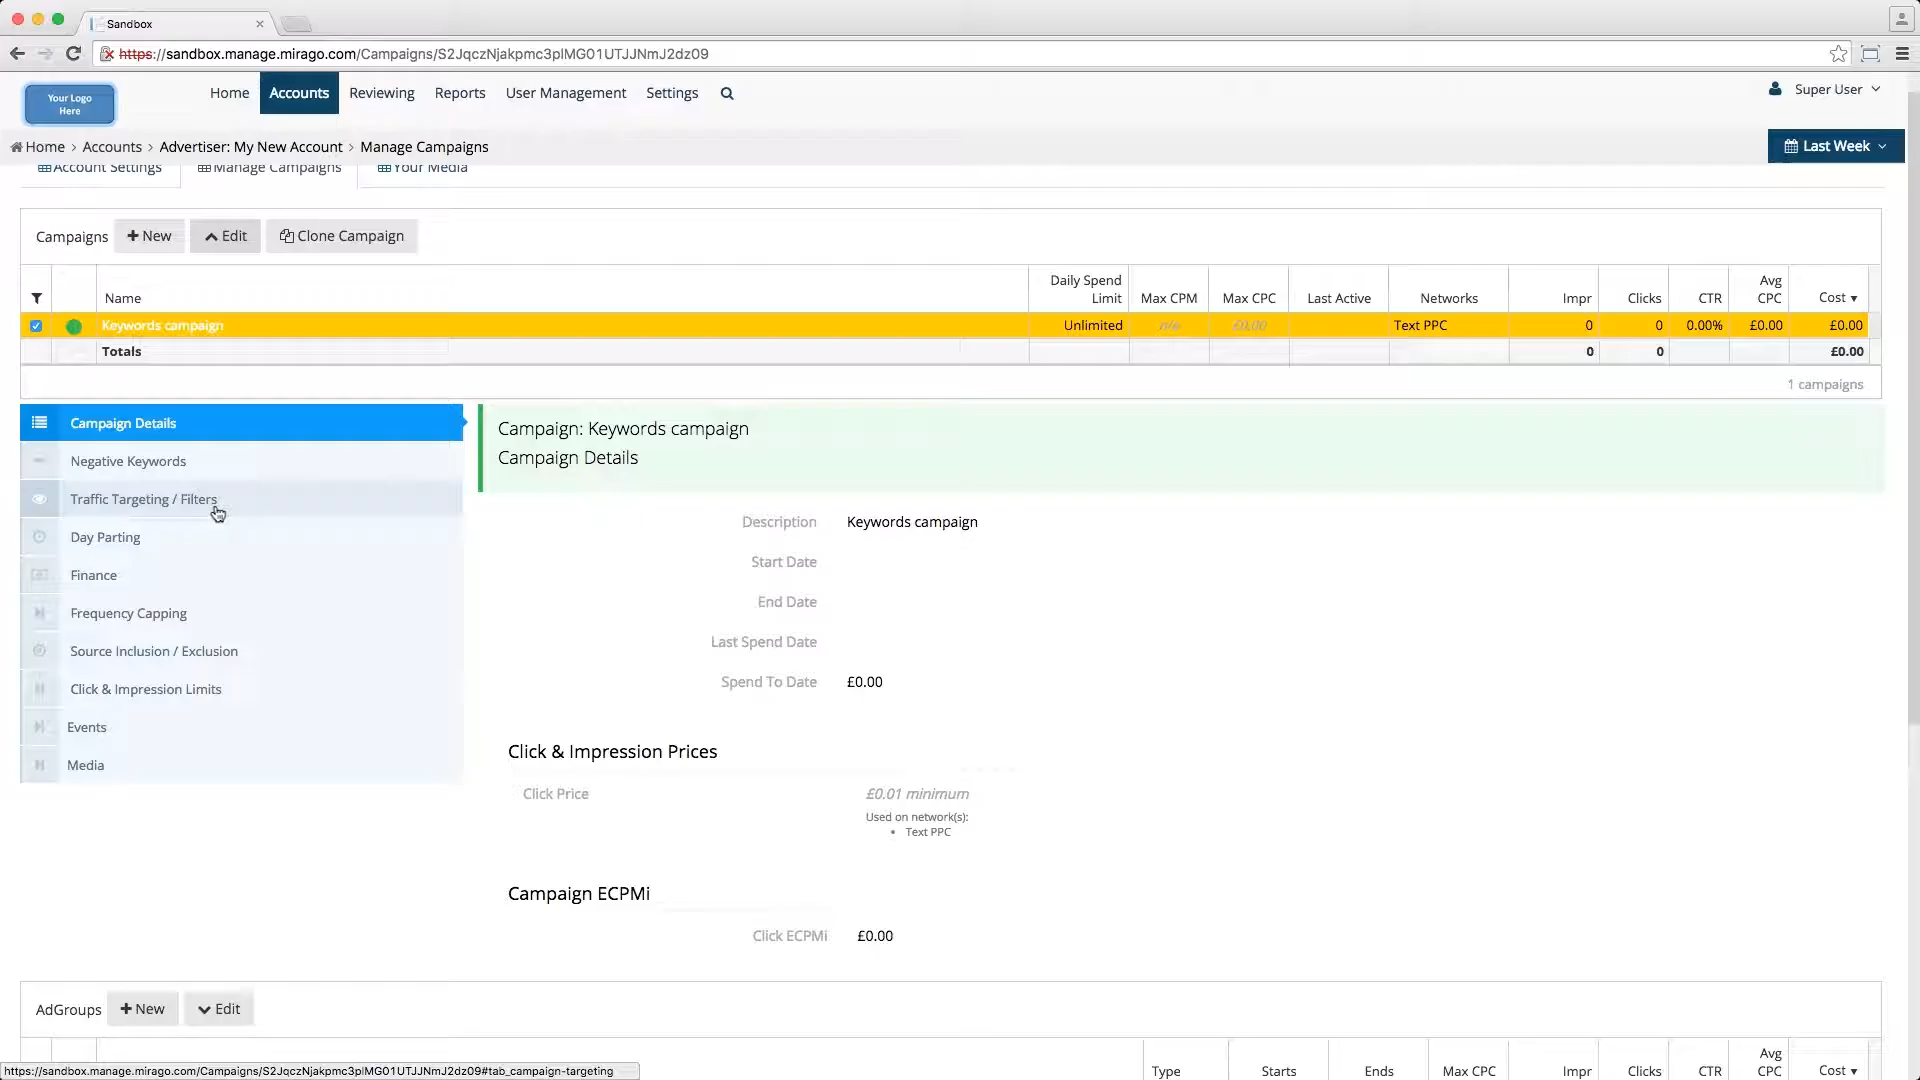 Sandbox
https://sandbox.manage.mirago.com/Campaigns/S2JqczNjakpmc3plMG01UTJJNmJ2dz09
Your Logo
Here
Home
Accounts
Reviewing
Reports
User Management
Settings
Super User
Home > Accounts > Advertiser: My New Account > Manage Campaigns
Last Week
Account Settings
Manage Campaigns
Your Media
Campaigns
New
Edit
Clone Campaign
Name
Daily Spend
Limit
Max CPM
Max CPC
Last Active
Networks
Impr
Clicks
CTR
Avg
CPC
Cost
Keywords campaign
Unlimited
n/a
£0.00
Text PPC
0
0
0.00%
£0.00
£0.00
Totals
0
0
£0.00
1 campaigns
Campaign Details
Negative Keywords
Traffic Targeting / Filters
Day Parting
Finance
Frequency Capping
Source Inclusion / Exclusion
Click & Impression Limits
Events
Media
Campaign: Keywords campaign
Campaign Details
Description
Keywords campaign
Start Date
End Date
Last Spend Date
Spend To Date
£0.00
Click & Impression Prices
Click Price
£0.01 minimum
Used on network(s):
• Text PPC
Campaign ECPMi
Click ECPMi
£0.00
AdGroups
New
Edit
Type
Starts
Ends
Max CPC
Impr
Clicks
CTR
Avg
CPC
Cost
https://sandbox.manage.mirago.com/Campaigns/S2JqczNjakpmc3plMG01UTJJNmJ2dz09#tab_campaign-targeting